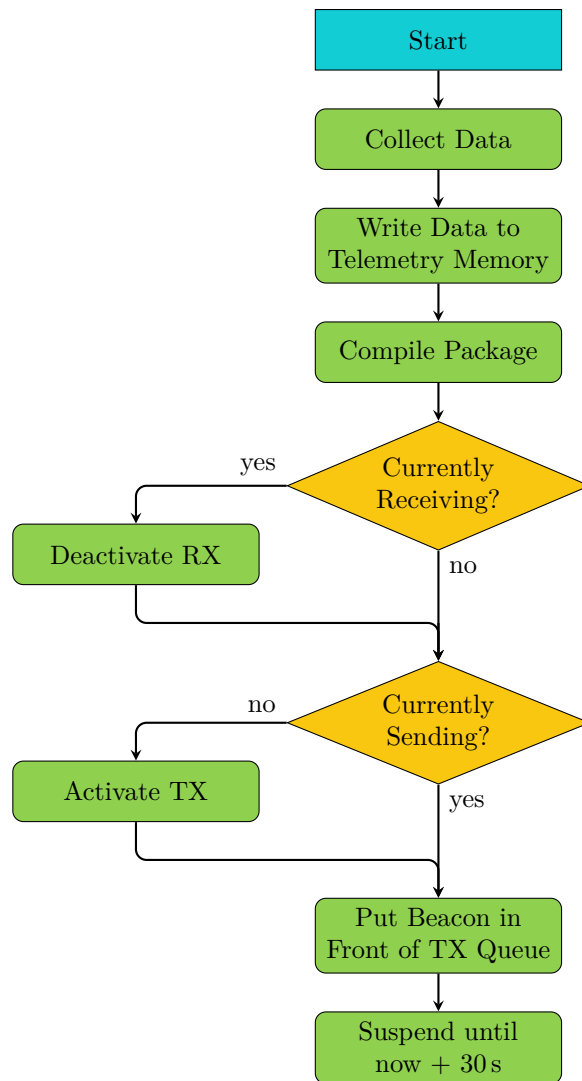 Start
Collect Data
Write Data to
Telemetry Memory
Compile Package
Currently
Receiving?
yes
Deactivate RX
no
Currently
Sending?
no
Activate TX
yes
Put Beacon in
Front of TX Queue
Suspend until
now + 30 s